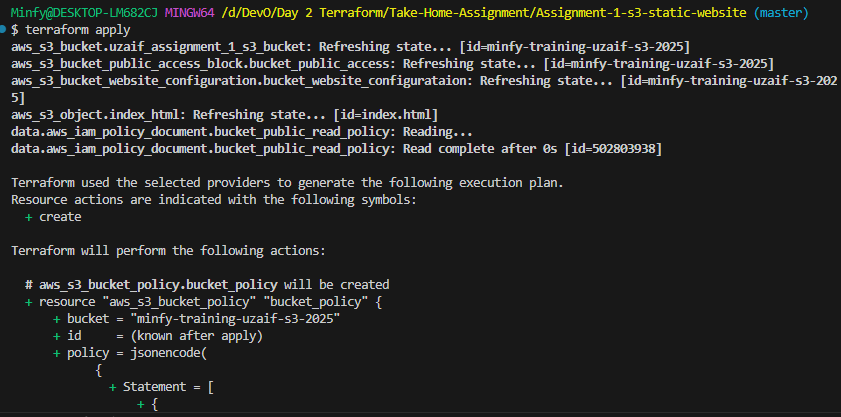 Minfy@DESKTOP-LM682CJ MINGW64 /d/DevO/Day 2 Terraform/Take-Home-Assignment/Assignment-1-s3-static-website (master)
$ terraform apply
aws_s3_bucket.uzaif_assignment_1_s3_bucket: Refreshing state... [id=minfy-training-uzaif-s3-2025]
aws_s3_bucket_public_access_block.bucket_public_access: Refreshing state... [id=minfy-training-uzaif-s3-2025]
aws_s3_bucket_website_configuration.bucket_website_configurataion: Refreshing state... [id=minfy-training-uzaif-s3-202
5]
aws_s3_object.index_html: Refreshing state... [id=index.html]
data.aws_iam_policy_document.bucket_public_read_policy: Reading...
data.aws_iam_policy_document.bucket_public_read_policy: Read complete after 0s [id=502803938]

Terraform used the selected providers to generate the following execution plan.
Resource actions are indicated with the following symbols:
  + create

Terraform will perform the following actions:

  # aws_s3_bucket_policy.bucket_policy will be created
  + resource "aws_s3_bucket_policy" "bucket_policy" {
      + bucket = "minfy-training-uzaif-s3-2025"
      + id     = (known after apply)
      + policy = jsonencode(
            {
              + Statement = [
                  + {